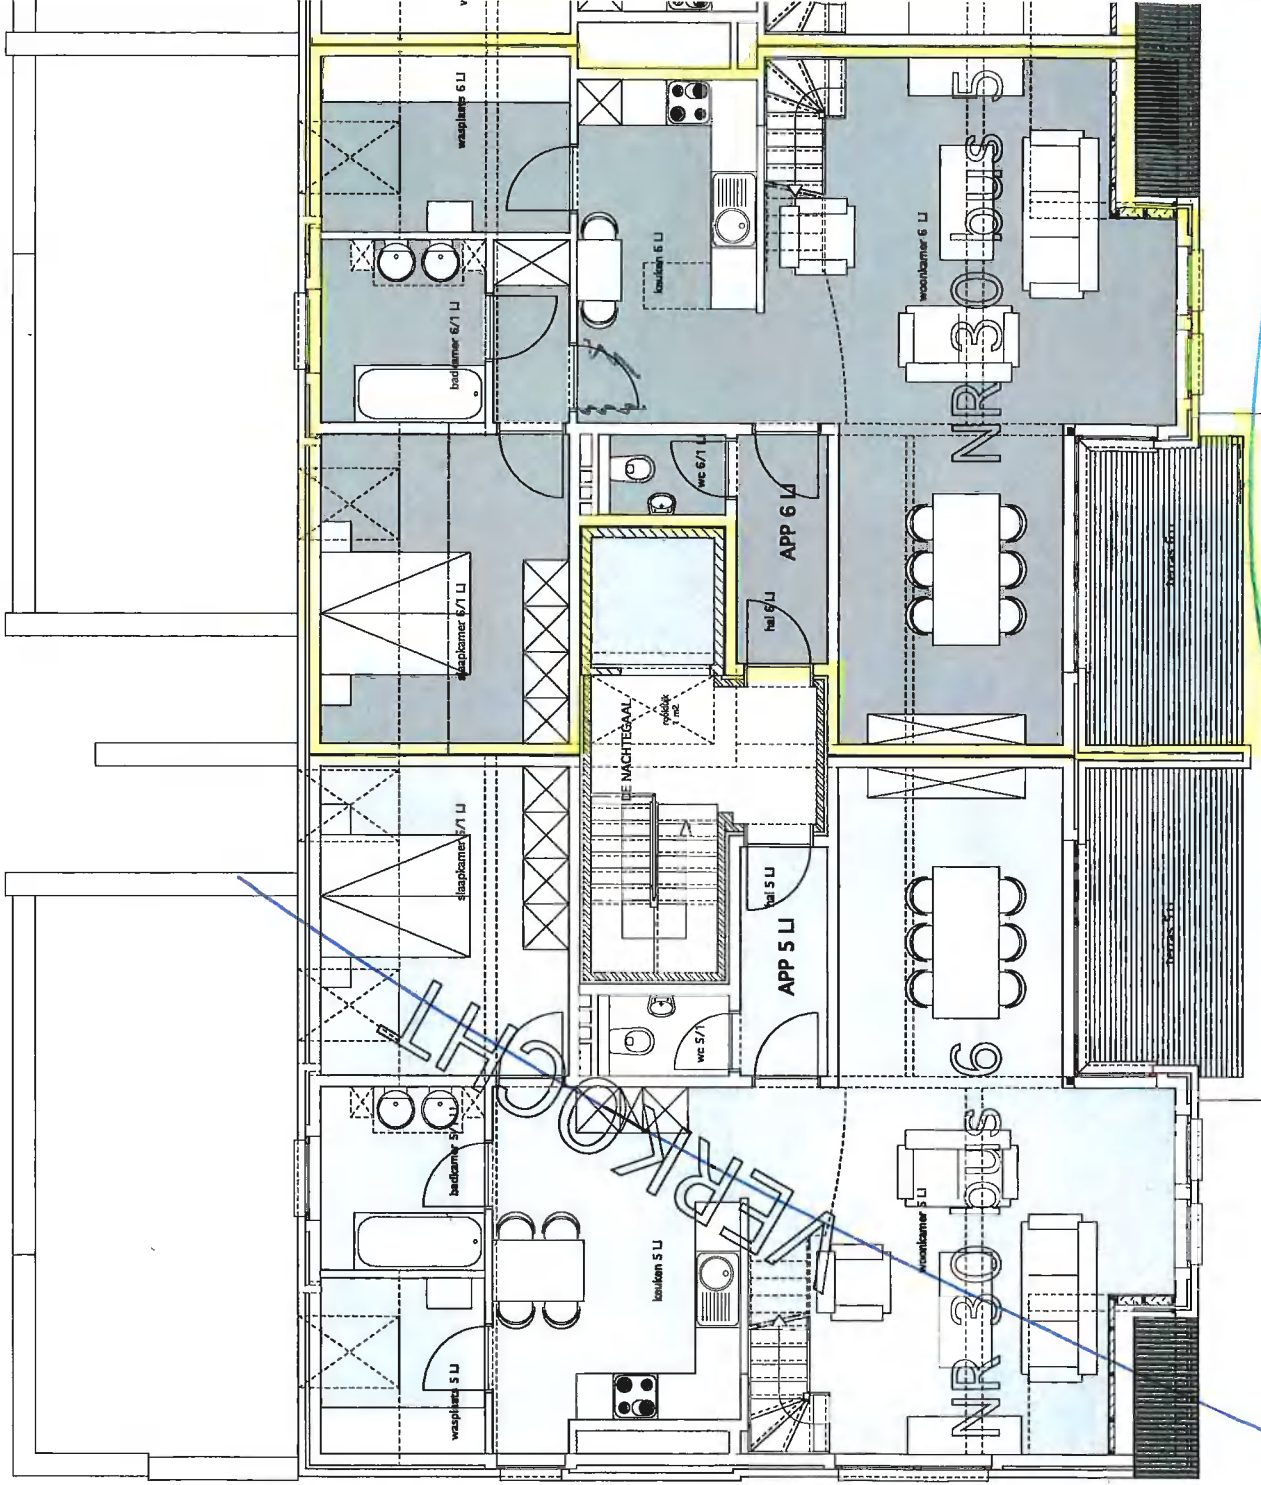 wasplaats 6 LI
badkamer 6/1 LI
slaapkamer 6/1 LI
keuken 6 LI
woonkamer 6 LI
NR 30 bus 5
wc 6/1 LI
APP 6 LI
hal 6 LI
terras 6 LI
DE NACHTEGAAL
rookluik
1 m2
slaapkamer 5/1 LI
badkamer 5/1 LI
wasplaats 5 LI
keuken 5 LI
wc 5/1
APP 5 LI
hal 5 LI
woonkamer 5 LI
NR 30 bus 6
terras 5 LI
VERKOCHT